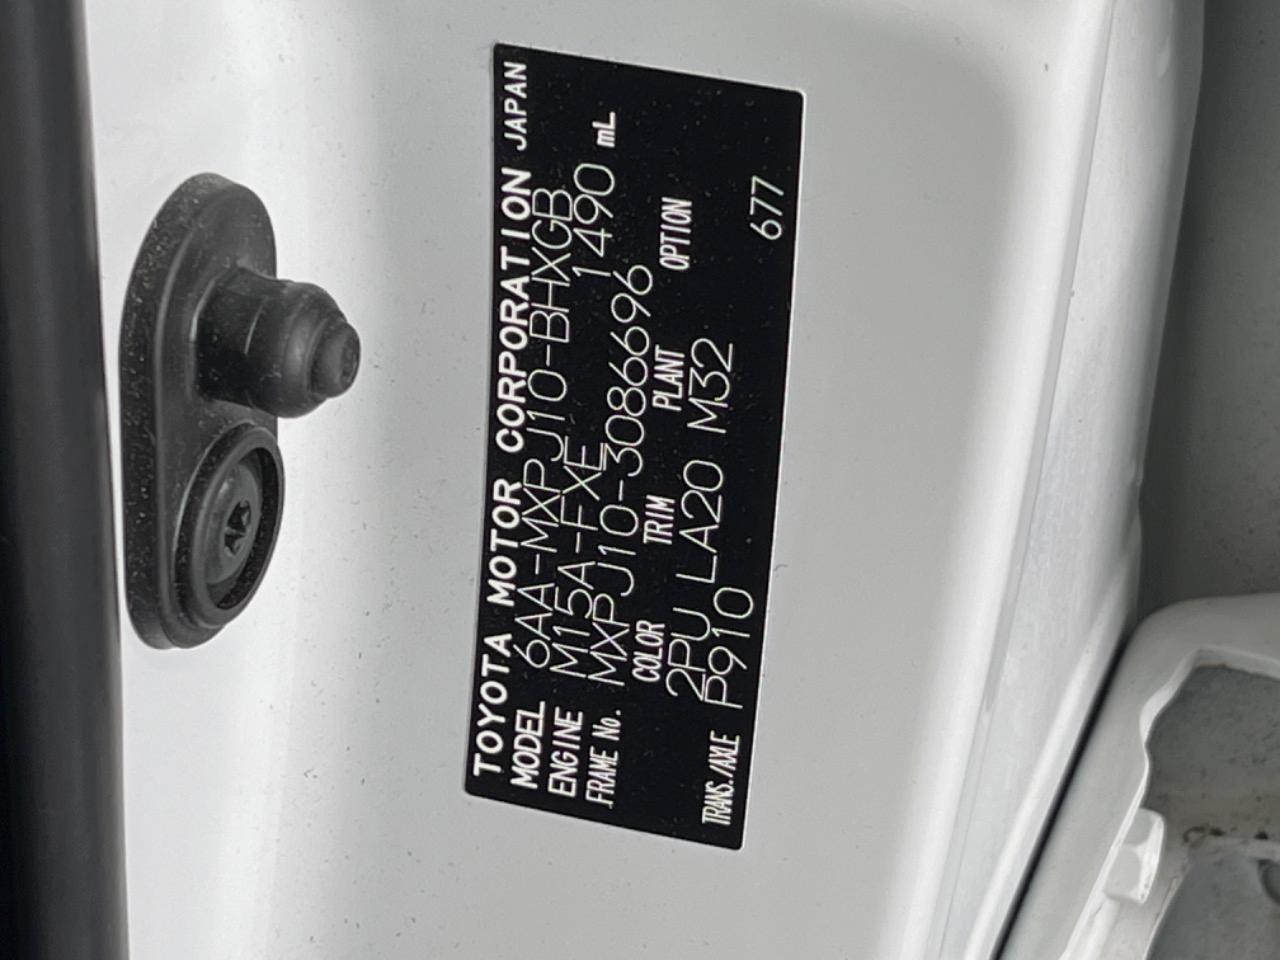 TOYOTA MOTOR CORPORATION JAPAN
MODEL 6AA-MXPJ10-BHXGB
ENGINE M15A-FXE 1490 mL
FRAME No. MXPJ10-3086696
COLOR TRIM PLANT OPTION
2PU LA20 M32
TRANS./AXLE P910 677